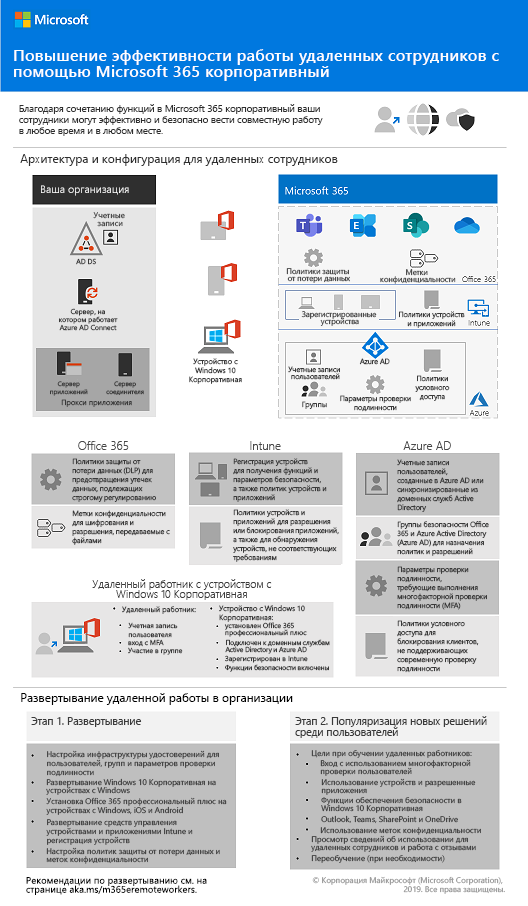 Microsoft
Повышение эффективности работы удаленных сотрудников с
помощью Microsoft 365 корпоративный
Благодаря сочетанию функций в Microsoft 365 корпоративный ваши
сотрудники могут эффективно и безопасно вести совместную работу
в любое время и в любом месте.
Архитектура и конфигурация для удаленных сотрудников
Ваша организация
Учетные
записи
AD DS
Сервер, на
котором работает
Azure AD Connect
Сервер
приложений
Сервер
соединителя
Прокси приложения
Устройство с
Windows 10
Корпоративная
Microsoft 365
Политики защиты
от потери данных
Метки
конфиденциальности
Office 365
Зарегистрированные
устройства
Политики устройств
и приложений
Intune
Azure AD
Учетные записи
пользователей
Группы
Параметры проверки
подлинности
Политики
условного
доступа
Azure
Office 365
Политики защиты от
потери данных (DLP) для
предотвращения утечек
данных, подлежащих
строгому регулированию
Метки конфиденциальности
для шифрования и
разрешения, передаваемые с
файлами
Intune
Регистрация устройств
для получения функций и
параметров безопасности,
а также политик устройств и
приложений
Политики устройств и
приложений для разрешения
или блокирования приложений,
а также для обнаружения
устройств, не соответствующих
требованиям
Azure AD
Учетные записи
пользователей,
созданные в Azure AD или
синхронизированные из
доменных служб Active
Directory
Группы безопасности Office
365 и Azure Active Directory
(Azure AD) для назначения
политик и разрешений
Параметры проверки
подлинности,
требующие выполнения
многофакторной проверки
подлинности (MFA)
Политики условного
доступа для
блокирования клиентов,
не поддерживающих
современную проверку
подлинности
Удаленный работник с устройством с
Windows 10 Корпоративная
• Удаленный работник:
• Учетная запись
пользователя
• вход с MFA
• Участие в группе
• Устройство с Windows 10
Корпоративная:
• установлен Office 365
профессиональный плюс
• Подключен к доменным службам
Active Directory и Azure AD
• Зарегистрирован в Intune
• Функции безопасности включены
Развертывание удаленной работы в организации
Этап 1. Развертывание
• Настройка инфраструктуры удостоверений для
пользователей, групп и параметров проверки
подлинности
• Развертывание Windows 10 Корпоративная на
устройствах с Windows
• Установка Office 365 профессиональный плюс на
устройствах с Windows, iOS и Android
• Развертывание средств управления
устройствами и приложениями Intune и
регистрация устройств
• Настройка политик защиты от потери данных и
меток конфиденциальности
Этап 2. Популяризация новых решений
среди пользователей
• Цели при обучении удаленных работников:
• Вход с использованием многофакторной
проверки пользователей
• Использование устройств и разрешенные
приложения
• Функции обеспечения безопасности в
Windows 10 Корпоративная
• Outlook, Teams, SharePoint и OneDrive
• Использование меток конфиденциальности
• Просмотр сведений об использовании для
удаленных сотрудников и работа с отзывами
• Переобучение (при необходимости)
Рекомендации по развертыванию см. на
странице aka.ms/m365eremoteworkers.
© Корпорация Майкрософт (Microsoft Corporation),
2019. Все права защищены.